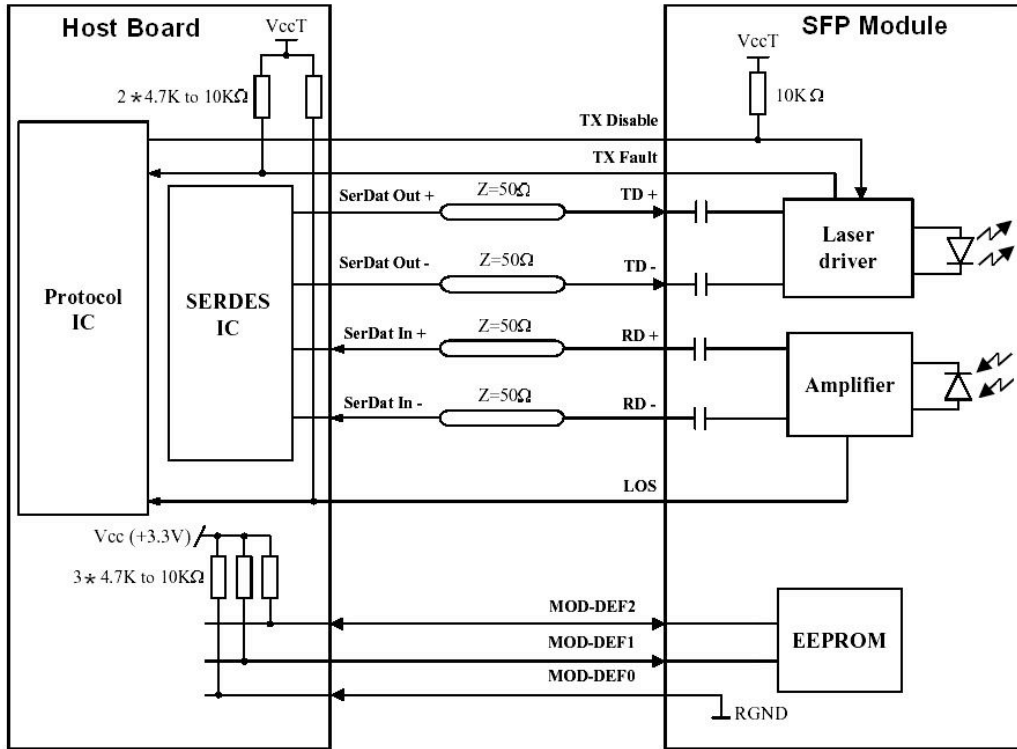 Host Board
SFP Module
VccT
VccT
2*4.7K to 10KΩ
10KΩ
TX Disable
TX Fault
SerDat Out +
Z=50Ω
TD +
SerDat Out -
Z=50Ω
TD -
Laser
driver
Protocol
IC
SERDES
IC
SerDat In +
Z=50Ω
RD +
SerDat In -
Z=50Ω
RD -
Amplifier
LOS
Vcc (+3.3V)
3*4.7K to 10KΩ
MOD-DEF2
MOD-DEF1
MOD-DEF0
EEPROM
RGND